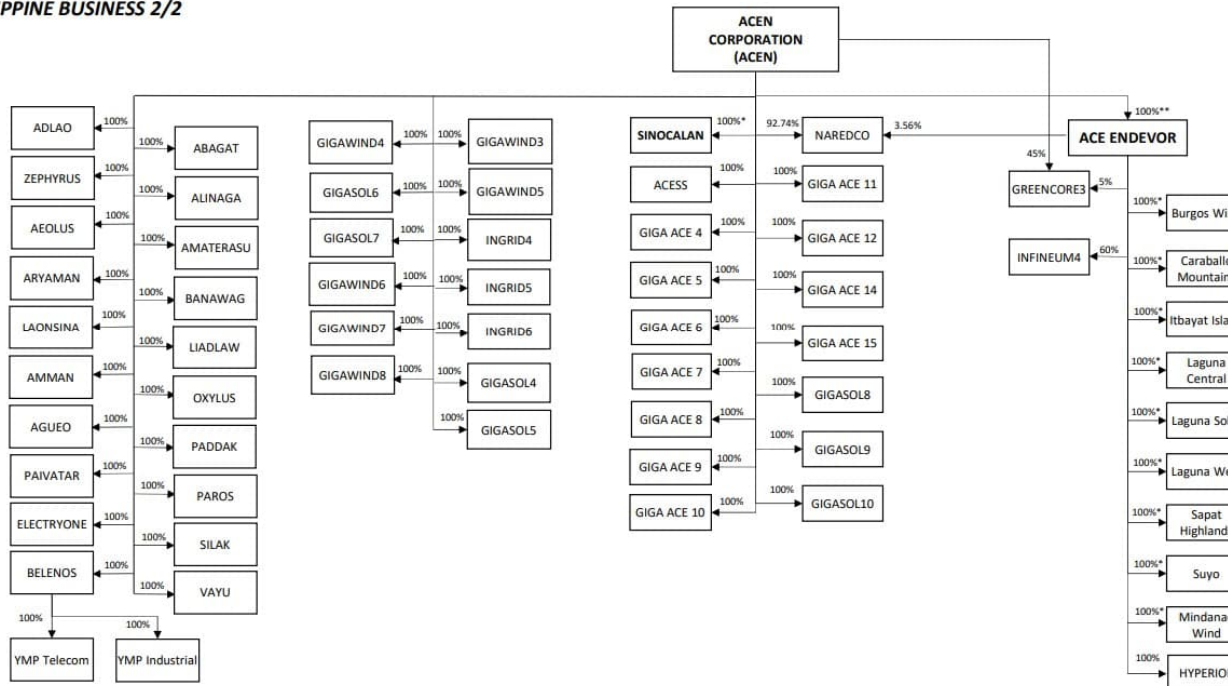 PPINE BUSINESS 2/2
ACEN
CORPORATION
(ACEN)
ADLAO
100%
100%
ABAGAT
ZEPHYRUS
100%
100%
ALINAGA
AEOLUS
100%
100%
AMATERASU
ARYAMAN
100%
100%
BANAWAG
LAONSINA
100%
100%
LIADLAW
AMMAN
100%
100%
OXYLUS
AGUEO
100%
100%
PADDAK
PAIVATAR
100%
100%
PAROS
ELECTRYONE
100%
100%
SILAK
BELENOS
100%
100%
VAYU
100%
100%
YMP Telecom
YMP Industrial
GIGAWIND4
100%
100%
GIGAWIND3
GIGASOL6
100%
100%
GIGAWIND5
GIGASOL7
100%
100%
INGRID4
GIGAWIND6
100%
100%
INGRID5
GIGAWIND7
100%
100%
INGRID6
GIGAWIND8
100%
100%
GIGASOL4
100%
GIGASOL5
SINOCALAN
100%*
92.74%
NAREDCO
3.56%
ACESS
100%
100%
GIGA ACE 11
GIGA ACE 4
100%
100%
GIGA ACE 12
GIGA ACE 5
100%
100%
GIGA ACE 14
GIGA ACE 6
100%
100%
GIGA ACE 15
GIGA ACE 7
100%
100%
GIGASOL8
GIGA ACE 8
100%
100%
GIGASOL9
GIGA ACE 9
100%
100%
GIGASOL10
GIGA ACE 10
100%
100%**
ACE ENDEVOR
45%
GREENCORE3
5%
INFINEUM4
60%
100%*
Burgos Wi
100%*
Caraballo
Mountain
100%*
Itbayat Isla
100%*
Laguna
Central
100%*
Laguna Sol
100%*
Laguna We
100%*
Sapat
Highland
100%*
Suyo
100%*
Mindana
Wind
100%
HYPERIO